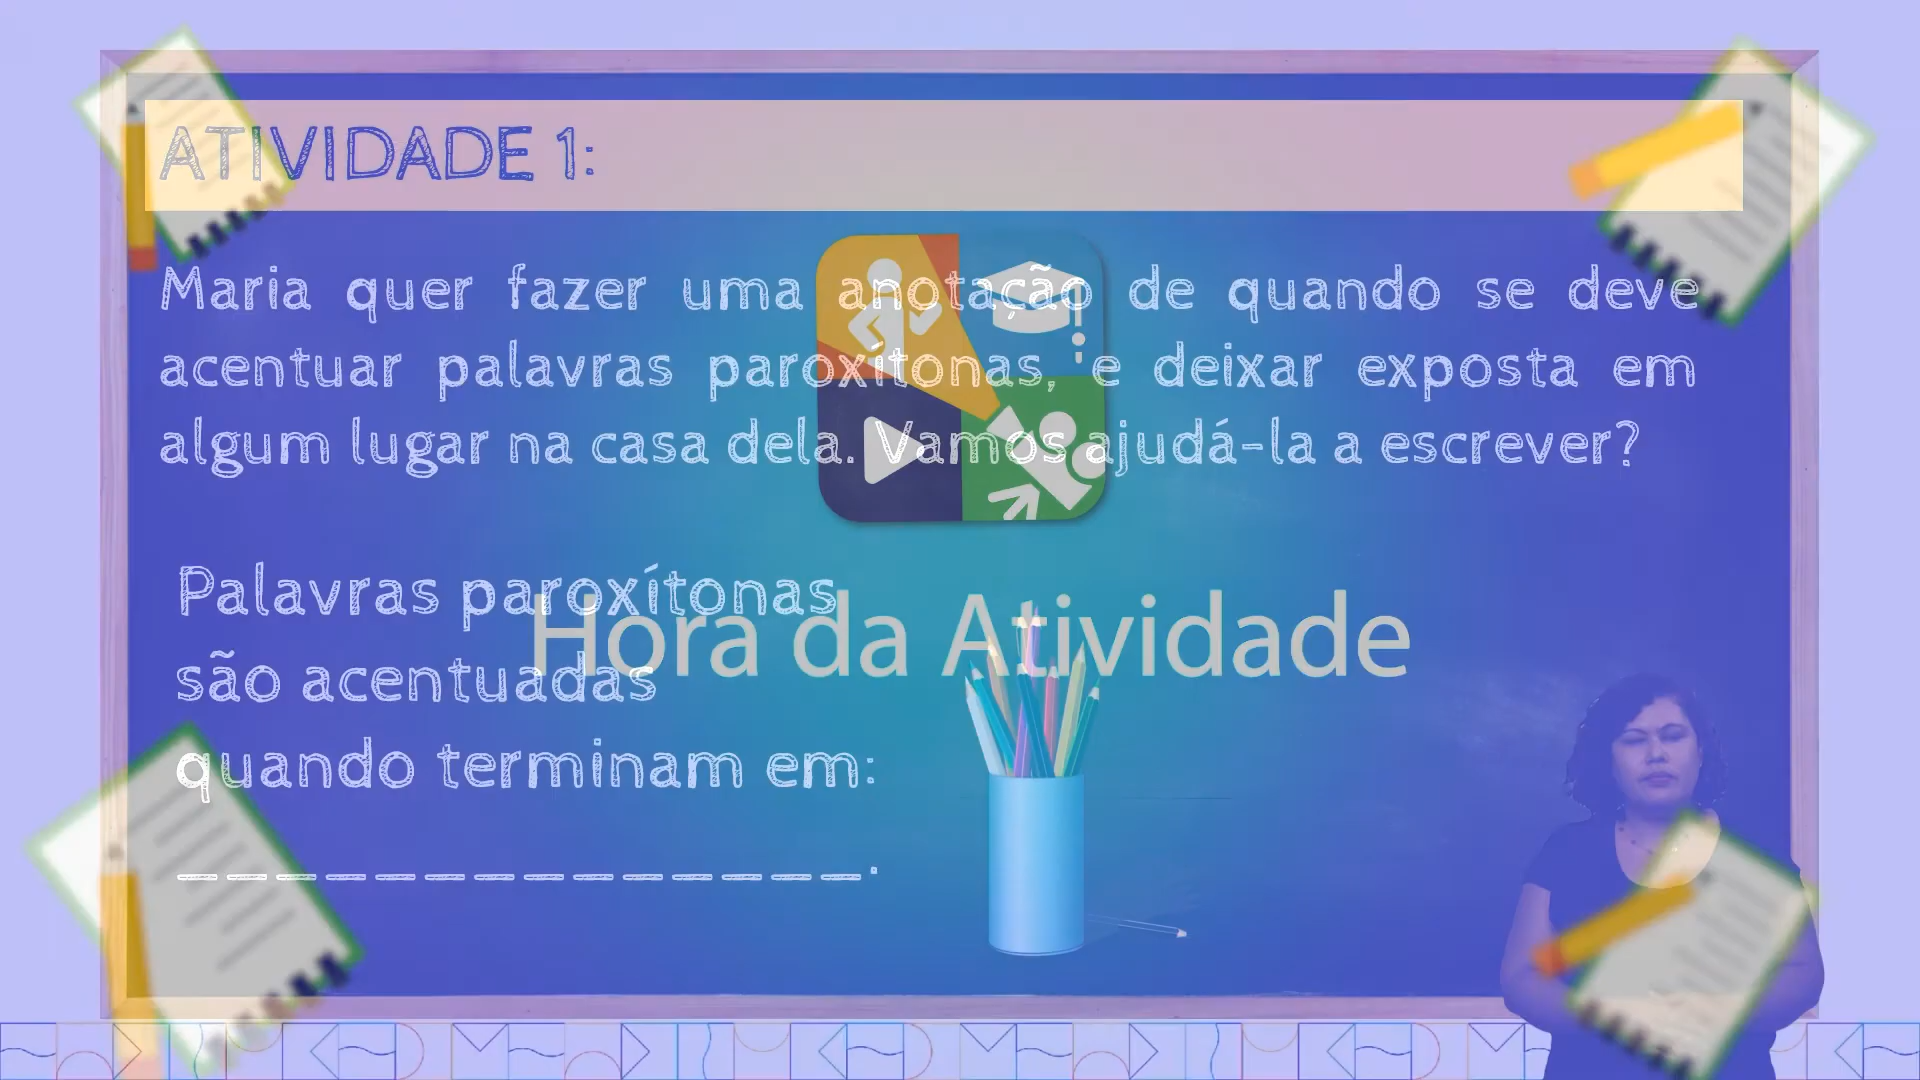 ATIVIDADE 1:
Maria quer fazer uma anotação de quando se deve
acentuar palavras paroxítonas, e deixar exposta em
algum lugar na casa dela. Vamos ajudá-la a escrever?
Palavras paroxítonas
são acentuadas
quando terminam em:
_ _ _ _ _ _ _ _ _ _ _ _ _ _.
Hora da Atividade